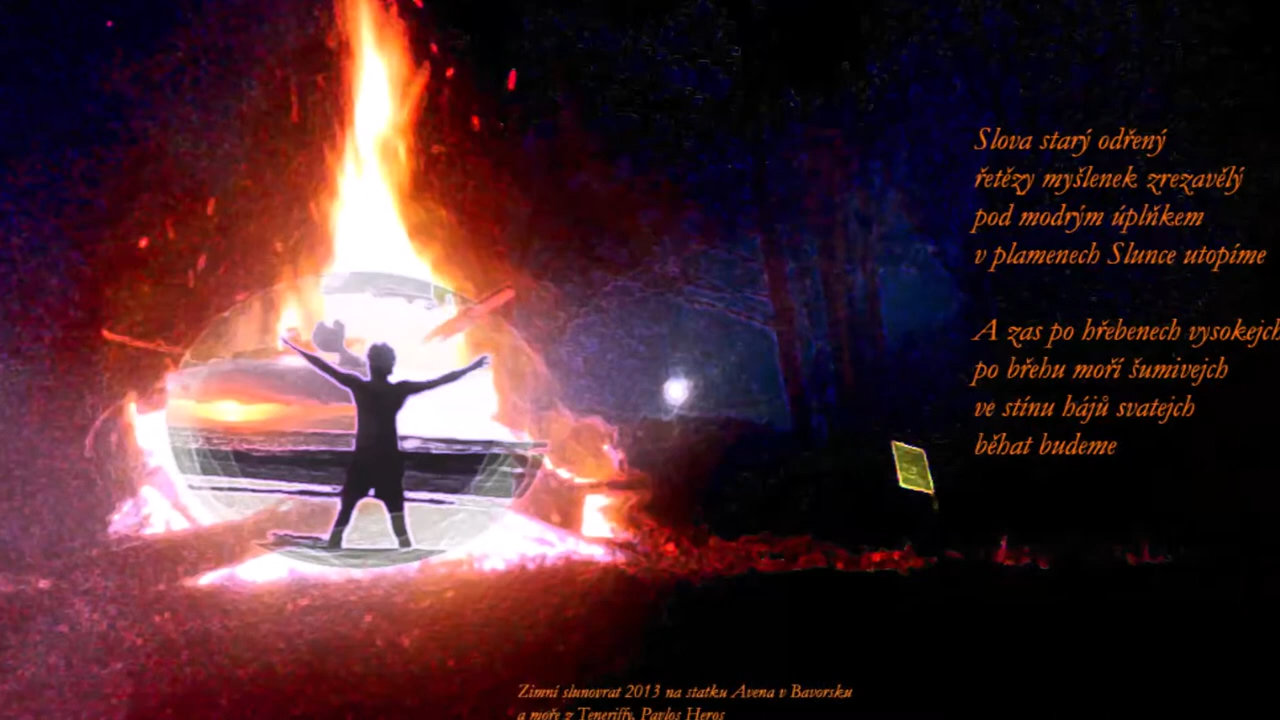 Slova starý odřený
řetězy myšlenek zrezavělý
pod modrým úplňkem
v plamenech Slunce utopíme
A zas po hřebenech vysokejch
po břehu moří šumivejch
ve stínu hájů svatejch
běhat budeme
Zimní slunovrat 2013 na statku Avena v Bavorsku
a moře z Teneriffy, Pavlos Heros